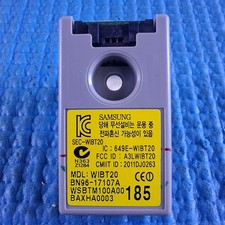 SAMSUNG
당해 무선설비는 운용 중
전파혼신 가능성이 있음
SEC-WIBT20
IC : 649E-WIBT20
FCC ID : A3LWIBT20
CMIIT ID : 2011DJ0263
N363
Z1284
MDL: WIBT20
BN96-17107A
WSBTM100A00 185
BAXHA0003